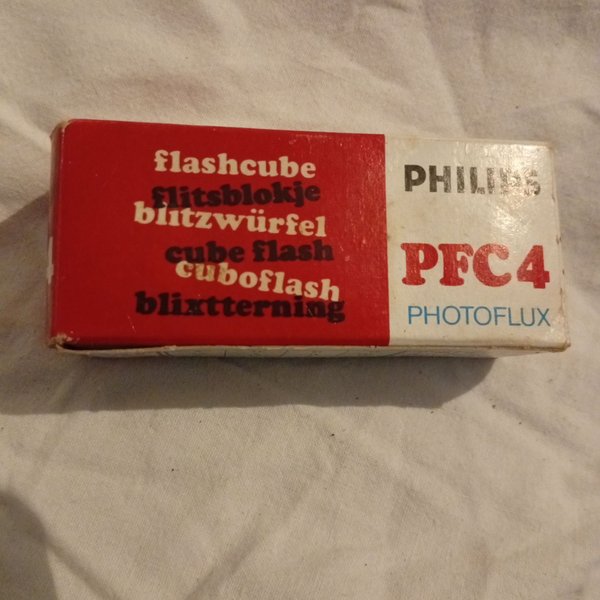 flashcube
flitsblokje
blitzwürfel
cube flash
cuboflash
blixtterning
PHILIPS
PFC4
PHOTOFLUX